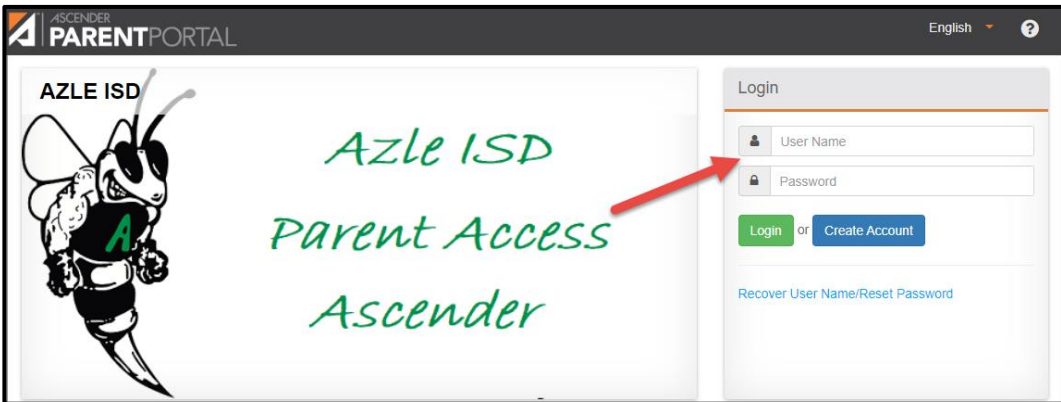 ASCENDER
PARENTPORTAL
English
?
AZLE ISD
Azle ISD
Parent Access
Ascender
A
Login
User Name
Password
Login or Create Account
Recover User Name/Reset Password